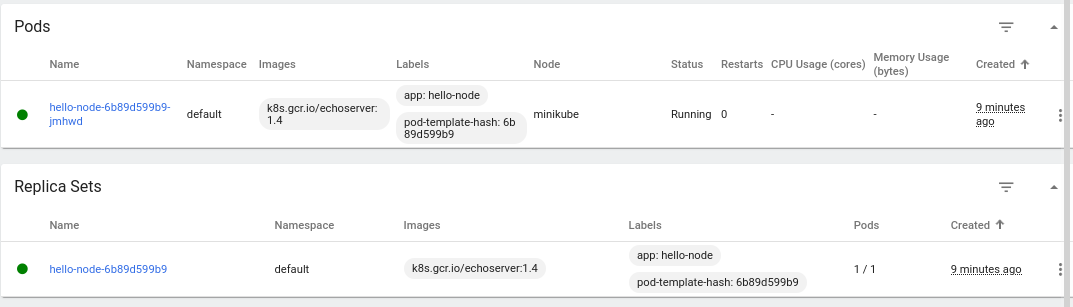 Pods
Name Namespace Images Labels Node Status Restarts CPU Usage (cores) Memory Usage (bytes) Created
hello-node-6b89d599b9-jmhwd default k8s.gcr.io/echoserver:1.4 app: hello-node minikube Running 0 - - 9 minutes ago
pod-template-hash: 6b89d599b9
Replica Sets
Name Namespace Images Labels Pods Created
hello-node-6b89d599b9 default k8s.gcr.io/echoserver:1.4 app: hello-node 1 / 1 9 minutes ago
pod-template-hash: 6b89d599b9